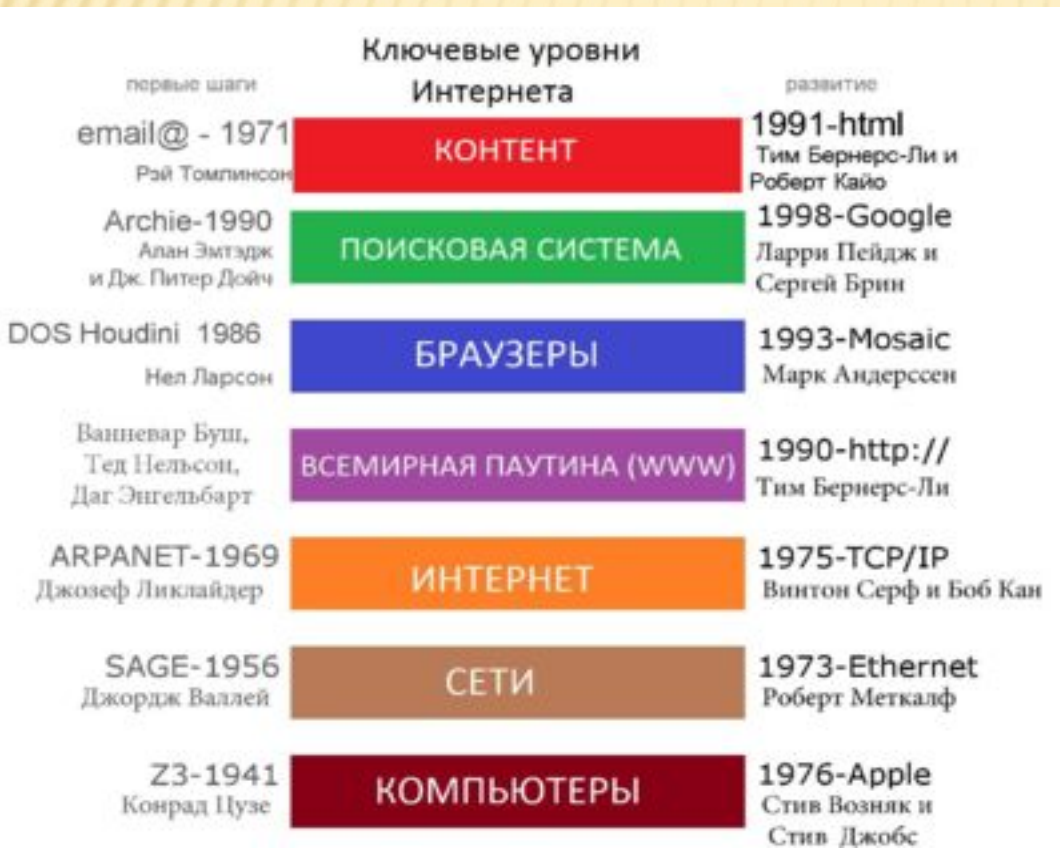 Ключевые уровни
Интернета
первые шаги
развитие
email@ - 1971
Рэй Томлинсон
КОНТЕНТ
1991-html
Тим Бернерс-Ли и
Роберт Кайо
Archie-1990
Алан Эмтэдж
и Дж. Питер Дойч
ПОИСКОВАЯ СИСТЕМА
1998-Google
Ларри Пейдж и
Сергей Брин
DOS Houdini 1986
Нел Ларсон
БРАУЗЕРЫ
1993-Mosaic
Марк Андерссен
Ванневар Буш,
Тед Нельсон,
Даг Энгельбарт
ВСЕМИРНАЯ ПАУТИНА (WWW)
1990-http://
Тим Бернерс-Ли
ARPANET-1969
Джозеф Ликлайдер
ИНТЕРНЕТ
1975-TCP/IP
Винтон Серф и Боб Кан
SAGE-1956
Джордж Валлей
СЕТИ
1973-Ethernet
Роберт Меткалф
Z3-1941
Конрад Цузе
КОМПЬЮТЕРЫ
1976-Apple
Стив Возняк и
Стив Джобс